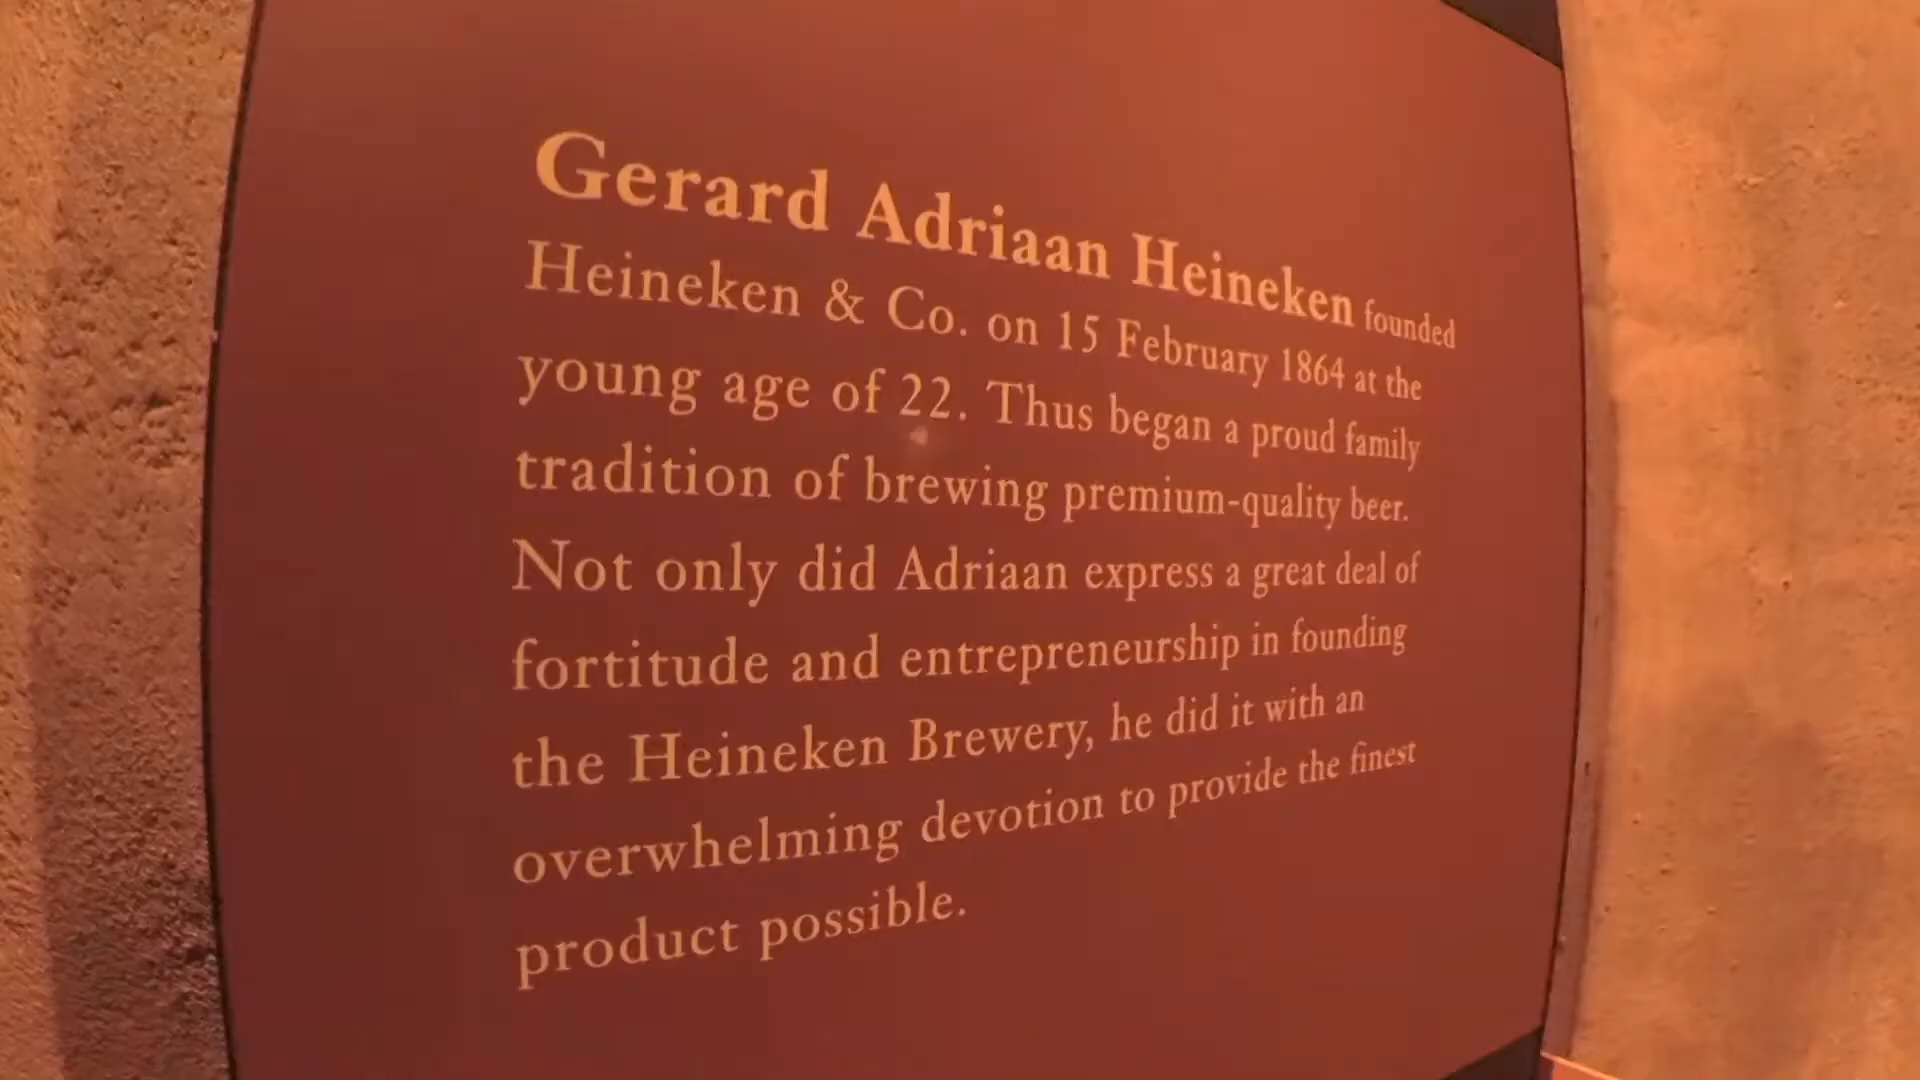 Gerard Adriaan Heineken founded
Heineken & Co. on 15 February 1864 at the
young age of 22. Thus began a proud family
tradition of brewing premium-quality beer.
Not only did Adriaan express a great deal of
fortitude and entrepreneurship in founding
the Heineken Brewery, he did it with an
overwhelming devotion to provide the finest
product possible.